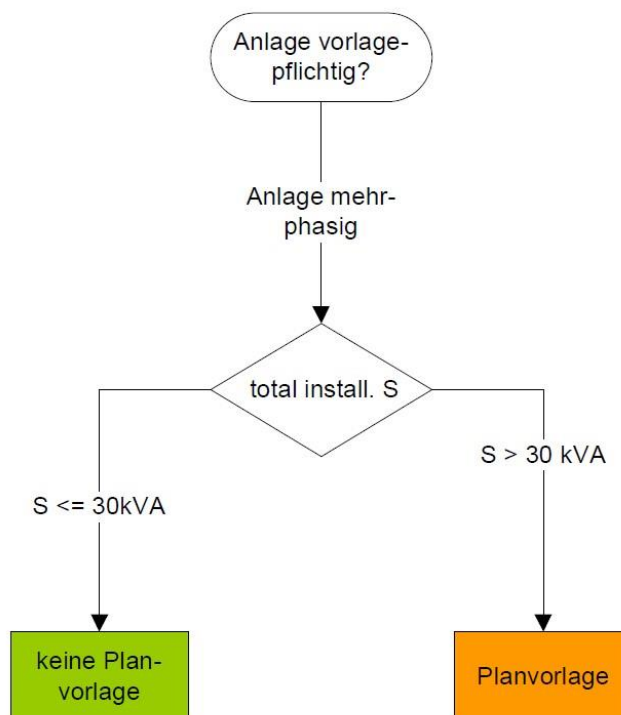 Anlage vorlage-
pflichtig?
Anlage mehr-
phasig
total install. S
S > 30 kVA
S <= 30kVA
keine Plan-
vorlage
Planvorlage